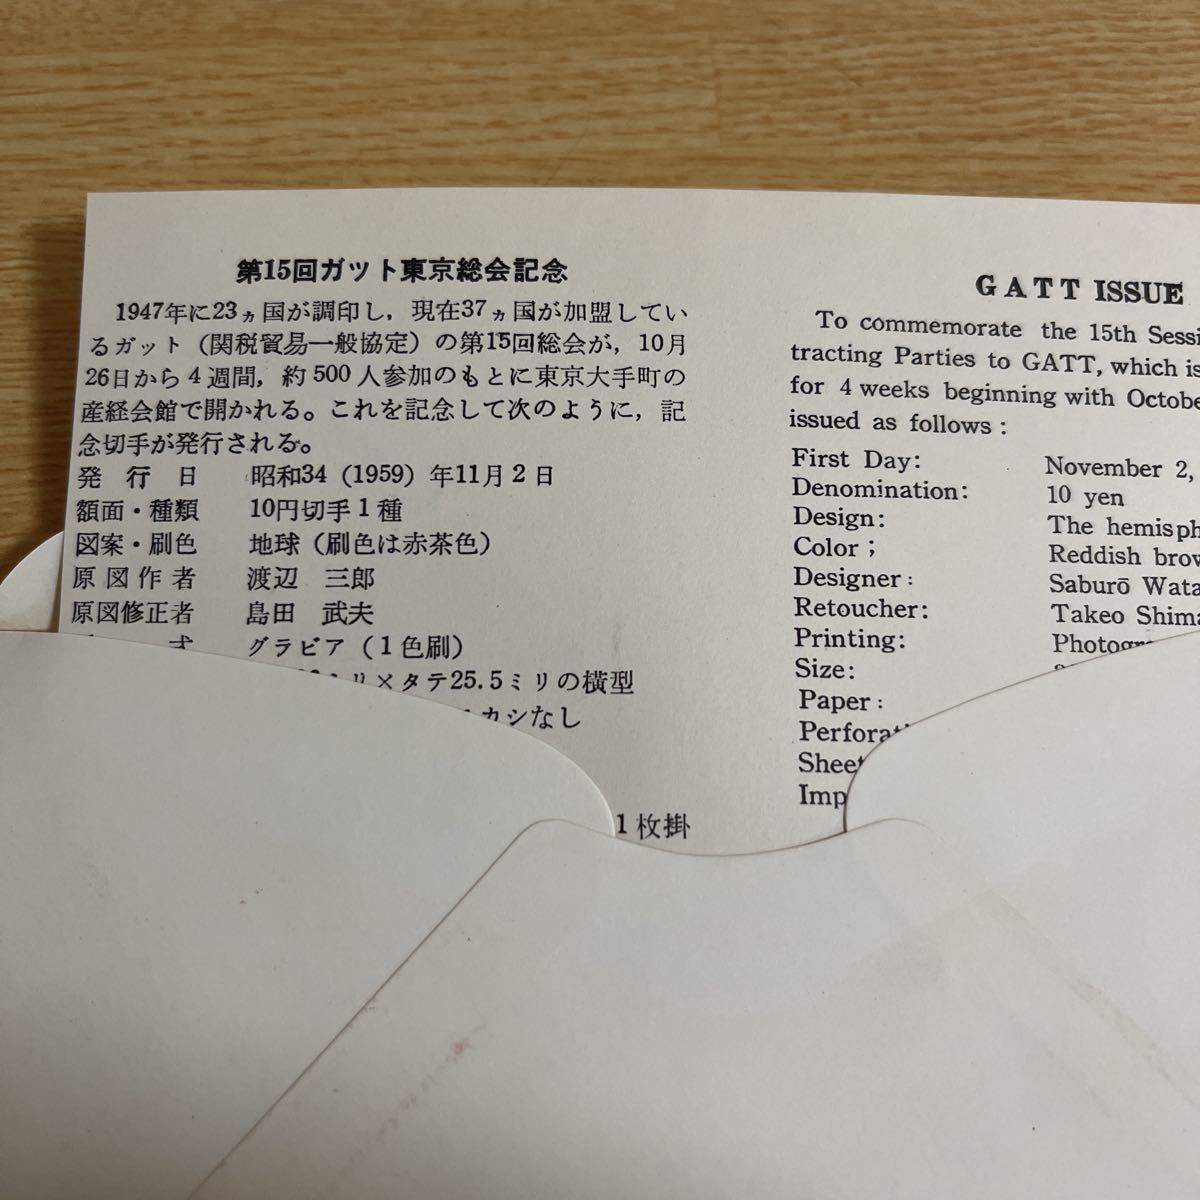 第15回ガット東京総会記念
1947年に23ヵ国が調印し，現在37ヵ国が加盟してい
るガット（関税貿易一般協定）の第15回総会が，10月
26日から4週間，約500人参加のもとに東京大手町の
産経会館で開かれる。これを記念して次のように，記
念切手が発行される。
発行日　昭和34（1959）年11月2日
額面・種類　10円切手1種
図案・刷色　地球（刷色は赤茶色）
原図作者　渡辺　三郎
原図修正者　島田　武夫
グラビア（1色刷）
ミリ×タテ25.5ミリの横型
カシなし
1枚掛
GATT ISSUE
To commemorate the 15th Sessi
tracting Parties to GATT, which is
for 4 weeks beginning with Octobe
issued as follows :
First Day: November 2,
Denomination: 10 yen
Design: The hemisph
Color ; Reddish brow
Designer : Saburō Wata
Retoucher: Takeo Shima
Printing: Photogr
Size:
Paper :
Perforat
Sheet
Imp